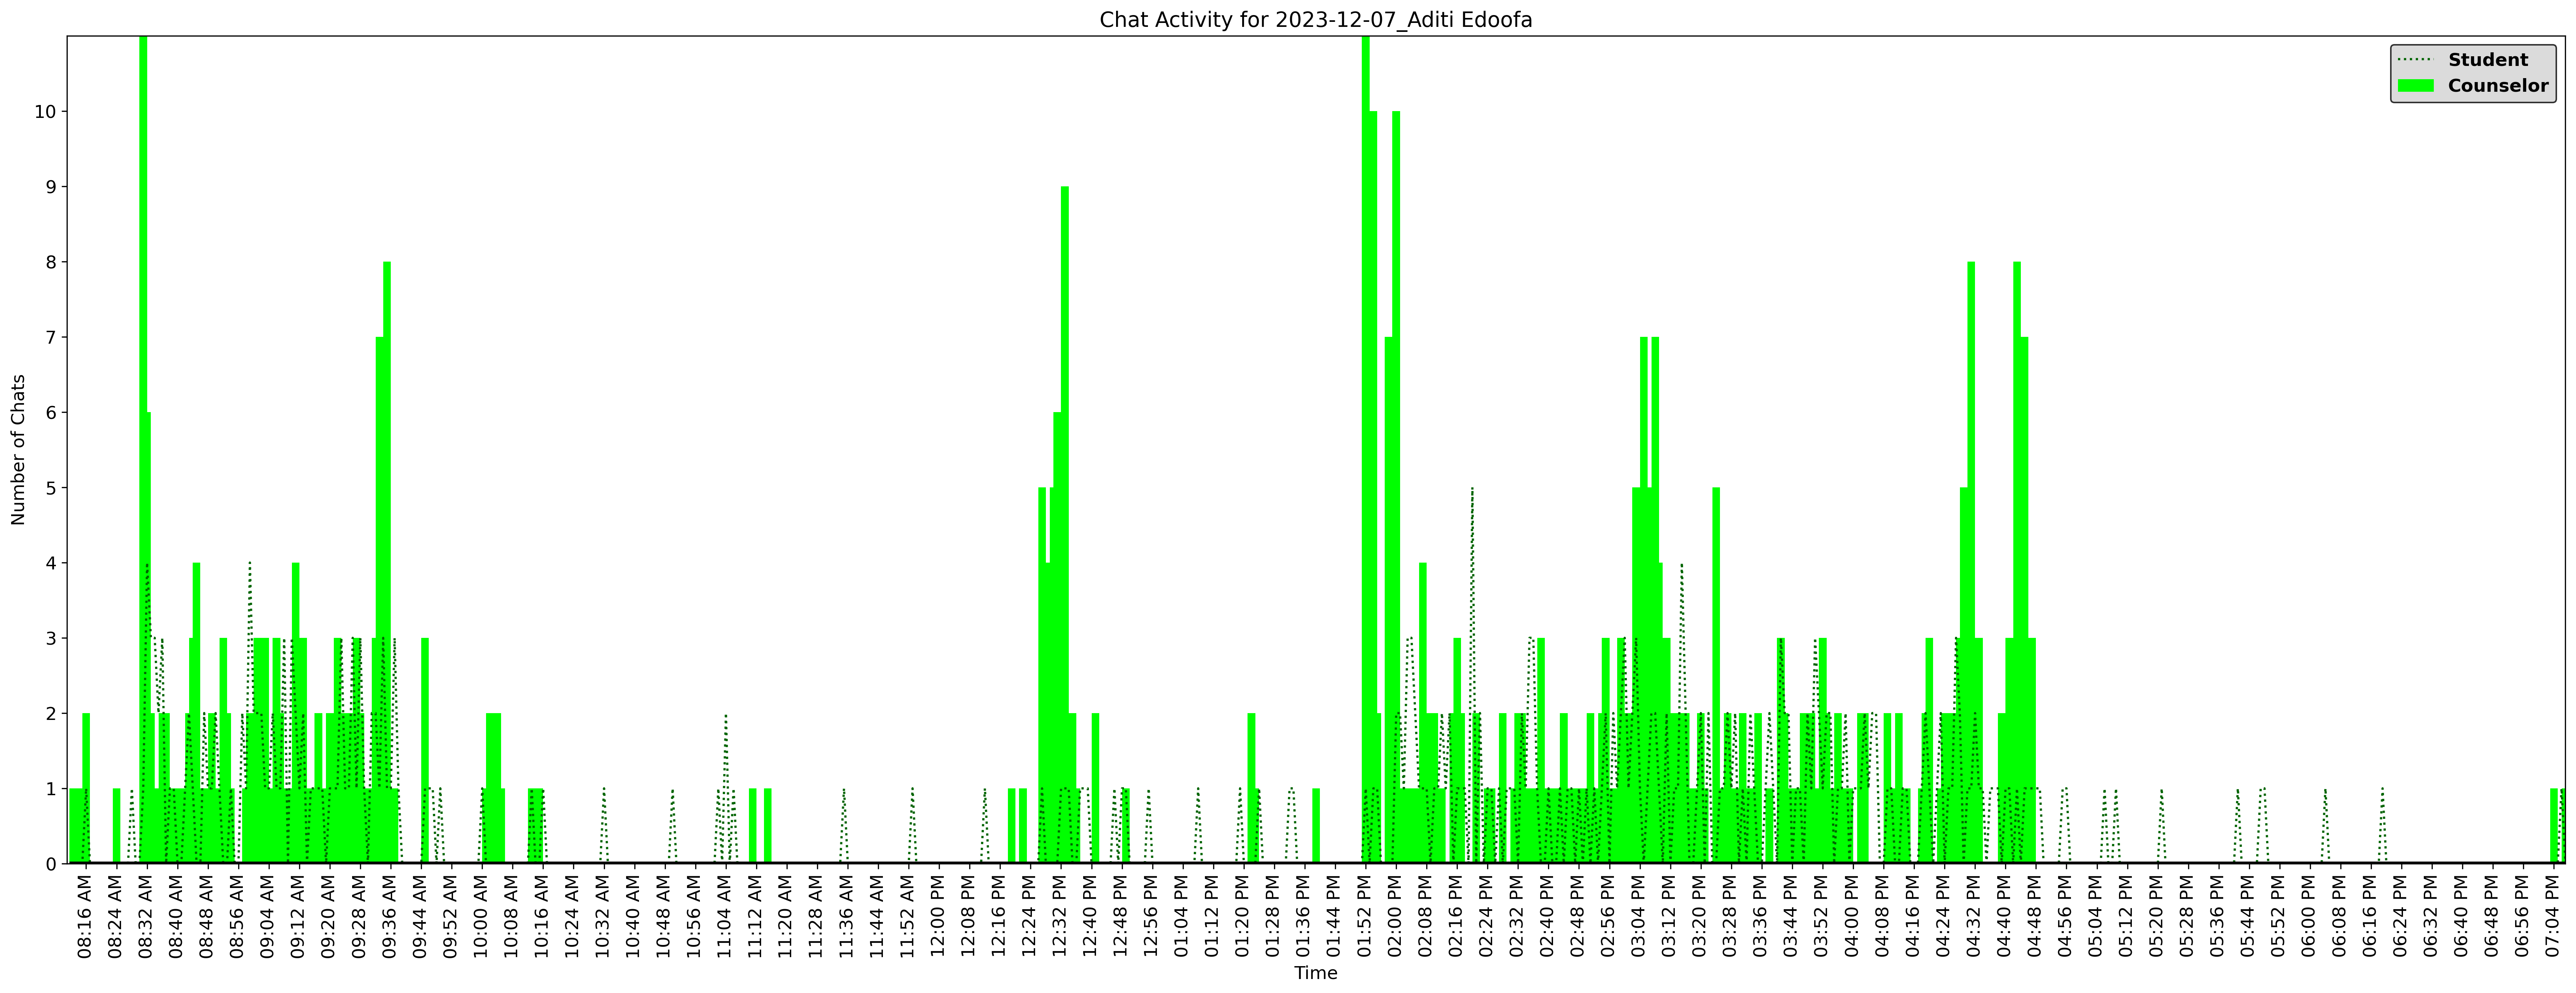 Chat Activity for 2023-12-07_Aditi Edoofa
Student
Counselor
Number of Chats
10
9
8
7
6
5
4
3
2
1
0
08:16 AM
08:24 AM
08:32 AM
08:40 AM
08:48 AM
08:56 AM
09:04 AM
09:12 AM
09:20 AM
09:28 AM
09:36 AM
09:44 AM
09:52 AM
10:00 AM
10:08 AM
10:16 AM
10:24 AM
10:32 AM
10:40 AM
10:48 AM
10:56 AM
11:04 AM
11:12 AM
11:20 AM
11:28 AM
11:36 AM
11:44 AM
11:52 AM
12:00 PM
12:08 PM
12:16 PM
12:24 PM
12:32 PM
12:40 PM
12:48 PM
12:56 PM
01:04 PM
01:12 PM
01:20 PM
01:28 PM
01:36 PM
01:44 PM
01:52 PM
02:00 PM
02:08 PM
02:16 PM
02:24 PM
02:32 PM
02:40 PM
02:48 PM
02:56 PM
03:04 PM
03:12 PM
03:20 PM
03:28 PM
03:36 PM
03:44 PM
03:52 PM
04:00 PM
04:08 PM
04:16 PM
04:24 PM
04:32 PM
04:40 PM
04:48 PM
04:56 PM
05:04 PM
05:12 PM
05:20 PM
05:28 PM
05:36 PM
05:44 PM
05:52 PM
06:00 PM
06:08 PM
06:16 PM
06:24 PM
06:32 PM
06:40 PM
06:48 PM
06:56 PM
07:04 PM
Time